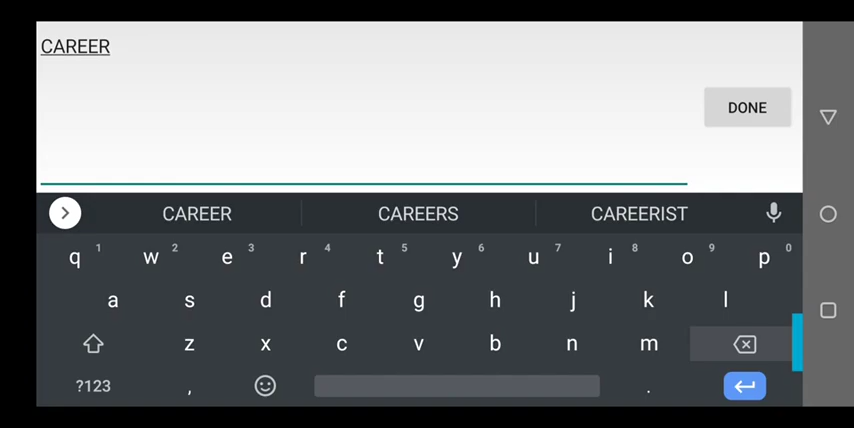 CAREER
DONE
CAREER CAREERS CAREERIST
q 1 w 2 e 3 r 4 t 5 y 6 u 7 i 8 o 9 p 0
a s d f g h j k l
z x c v b n m
?123 , .